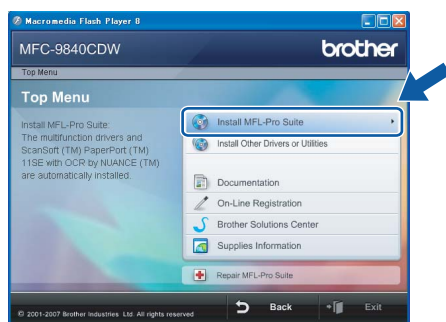 Macromedia Flash Player 8
MFC-9840CDW
brother
Top Menu
Top Menu
Install MFL-Pro Suite:
The multifunction drivers and
ScanSoft (TM) PaperPort (TM)
11SE with OCR by NUANCE (TM)
are automatically installed.
Install MFL-Pro Suite
Install Other Drivers or Utilities
Documentation
On-Line Registration
Brother Solutions Center
Supplies Information
Repair MFL-Pro Suite
© 2001-2007 Brother Industries Ltd. All rights reserved
Back
Exit